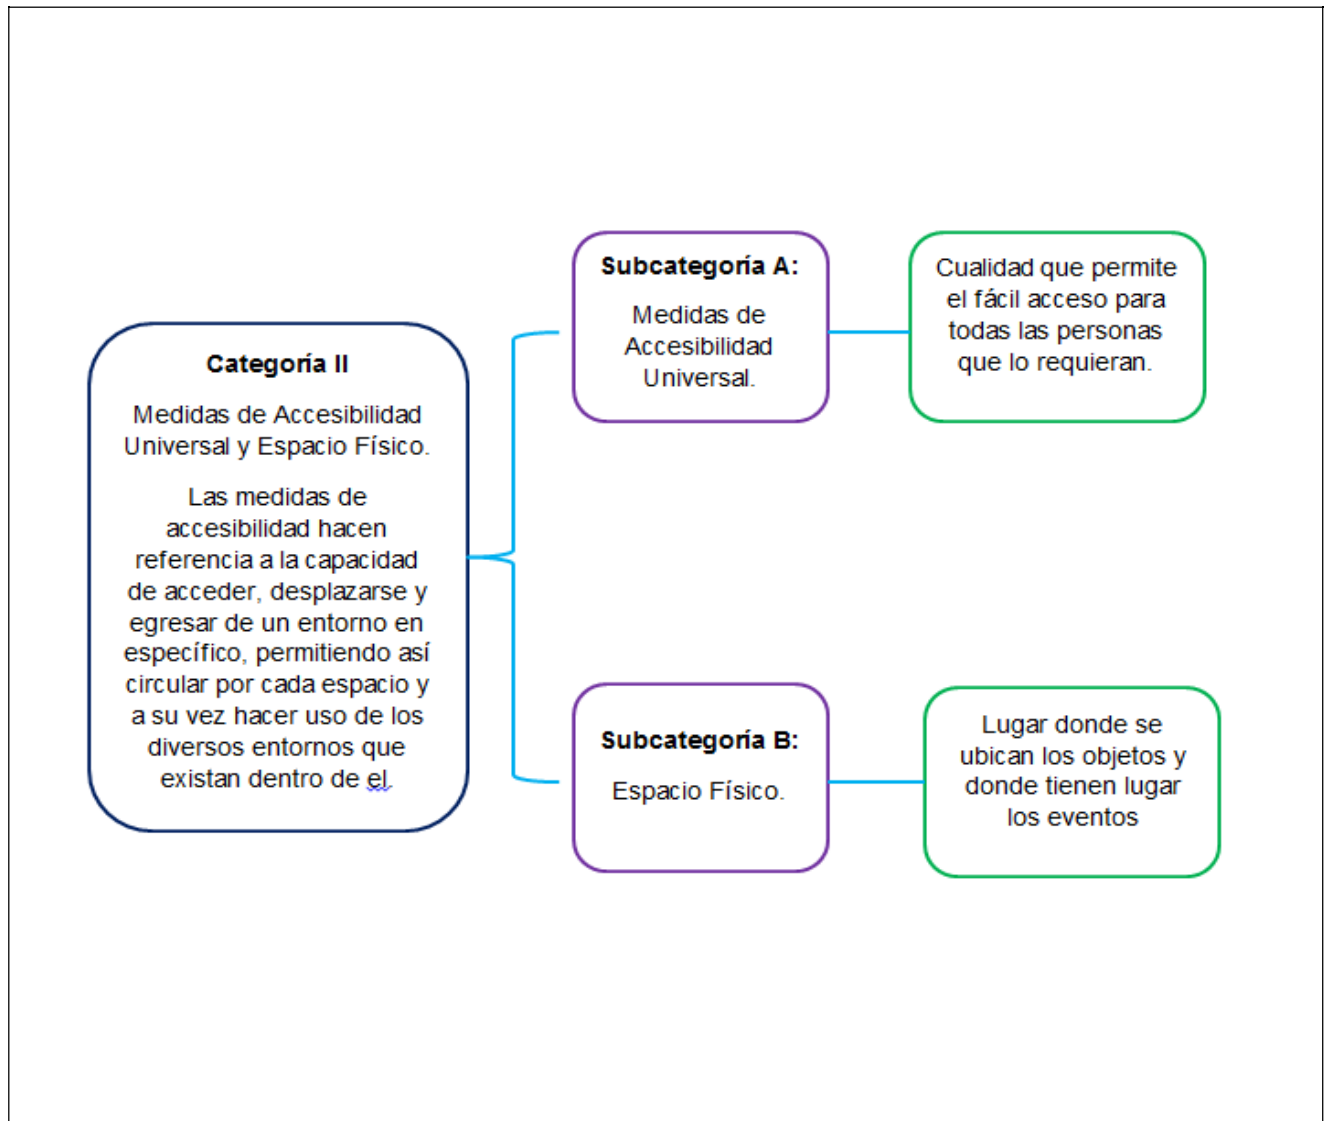 Categoría II
Medidas de Accesibilidad
Universal y Espacio Físico.
Las medidas de
accesibilidad hacen
referencia a la capacidad
de acceder, desplazarse y
egresar de un entorno en
específico, permitiendo así
circular por cada espacio y
a su vez hacer uso de los
diversos entornos que
existan dentro de el.
Subcategoría A:
Medidas de
Accesibilidad
Universal.
Cualidad que permite
el fácil acceso para
todas las personas
que lo requieran.
Subcategoría B:
Espacio Físico.
Lugar donde se
ubican los objetos y
donde tienen lugar
los eventos